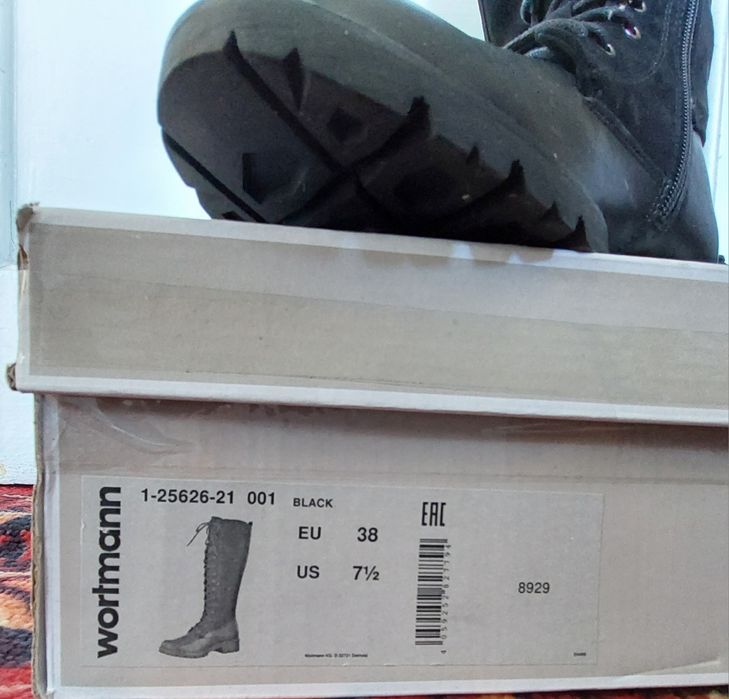 wortmann
1-25626-21 001 BLACK
EU 38
US 7½
EAC
8929